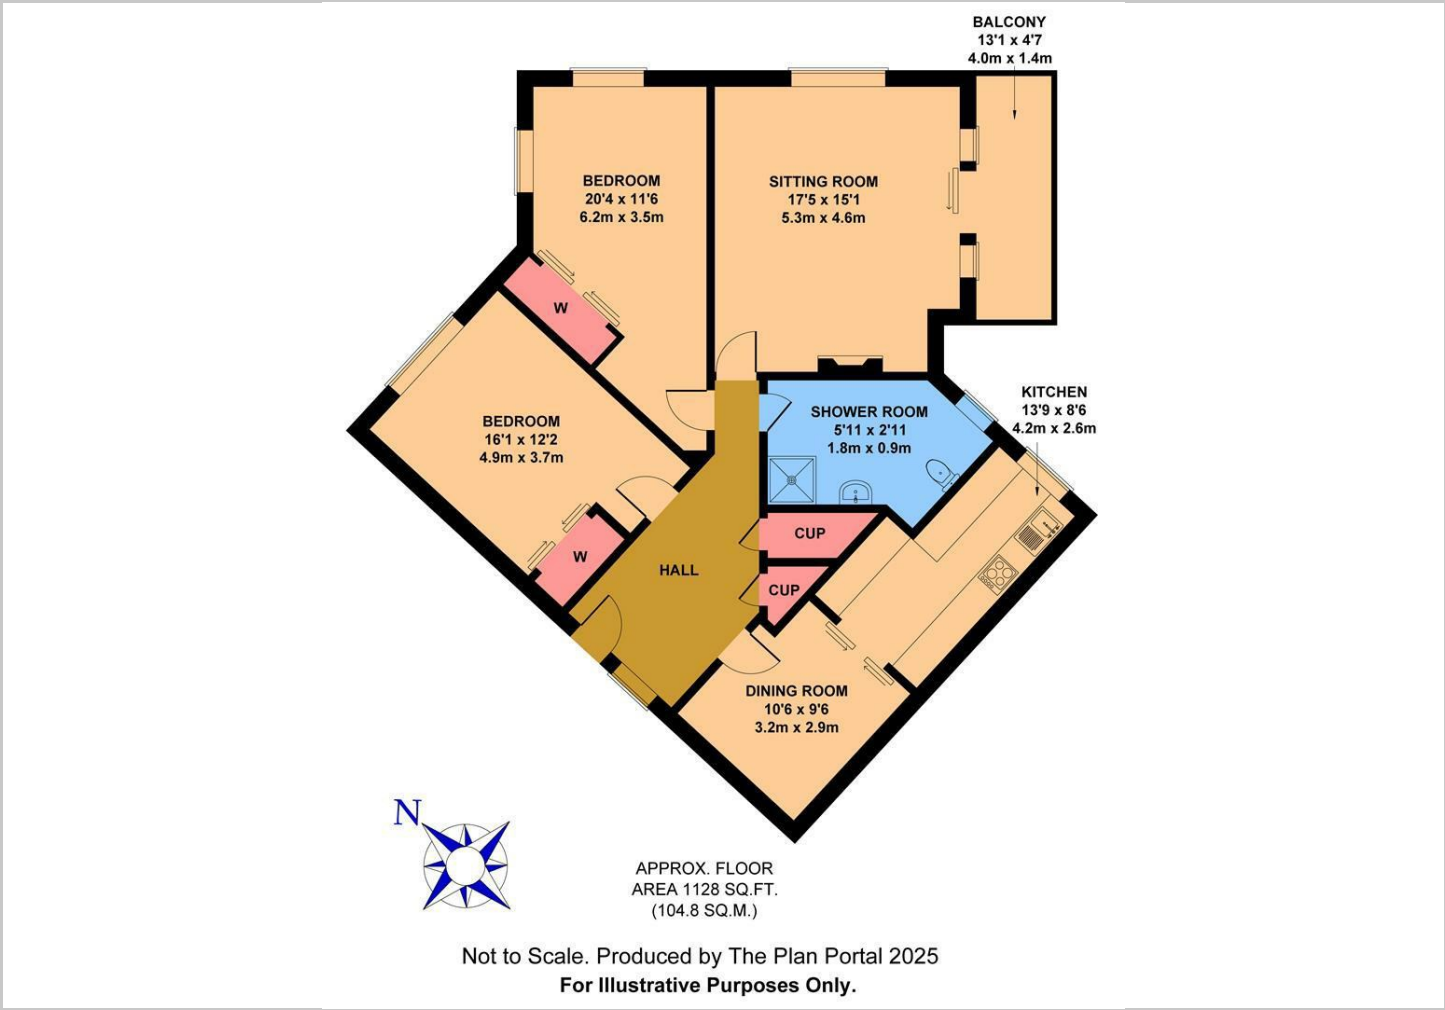 BALCONY
13'1 x 4'7
4.0m x 1.4m
BEDROOM
20'4 x 11'6
6.2m x 3.5m
SITTING ROOM
17'5 x 15'1
5.3m x 4.6m
W
KITCHEN
13'9 x 8'6
4.2m x 2.6m
SHOWER ROOM
5'11 x 2'11
1.8m x 0.9m
BEDROOM
16'1 x 12'2
4.9m x 3.7m
CUP
W
HALL
CUP
DINING ROOM
10'6 x 9'6
3.2m x 2.9m
N
APPROX. FLOOR
AREA 1128 SQ.FT.
(104.8 SQ.M.)
Not to Scale. Produced by The Plan Portal 2025
For Illustrative Purposes Only.